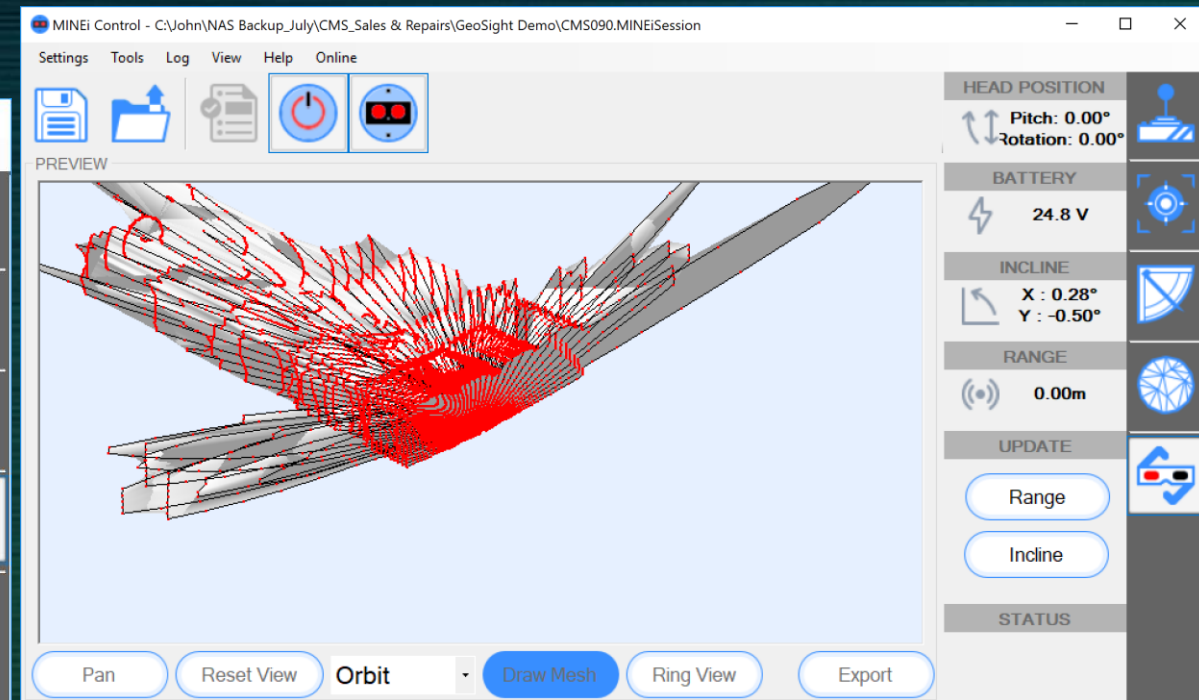 MINEi Control - C:\John\NAS Backup_July\CMS_Sales & Repairs\GeoSight Demo\CMS090.MINEiSession
Settings Tools Log View Help Online
PREVIEW
HEAD POSITION
Pitch: 0.00°
Rotation: 0.00°
BATTERY
24.8 V
INCLINE
X : 0.28°
Y : -0.50°
RANGE
0.00m
UPDATE
Range
Incline
STATUS
Pan Reset View Orbit Draw Mesh Ring View Export